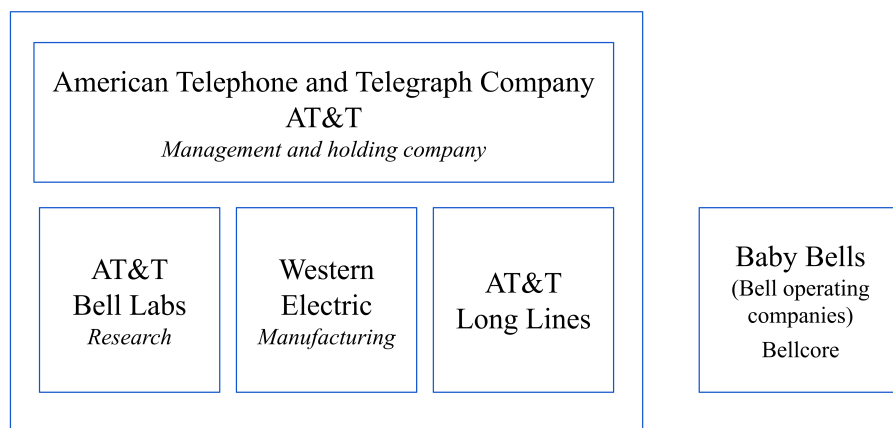 American Telephone and Telegraph Company
AT&T
Management and holding company
AT&T
Bell Labs
Research
Western
Electric
Manufacturing
AT&T
Long Lines
Baby Bells
(Bell operating
companies)
Bellcore